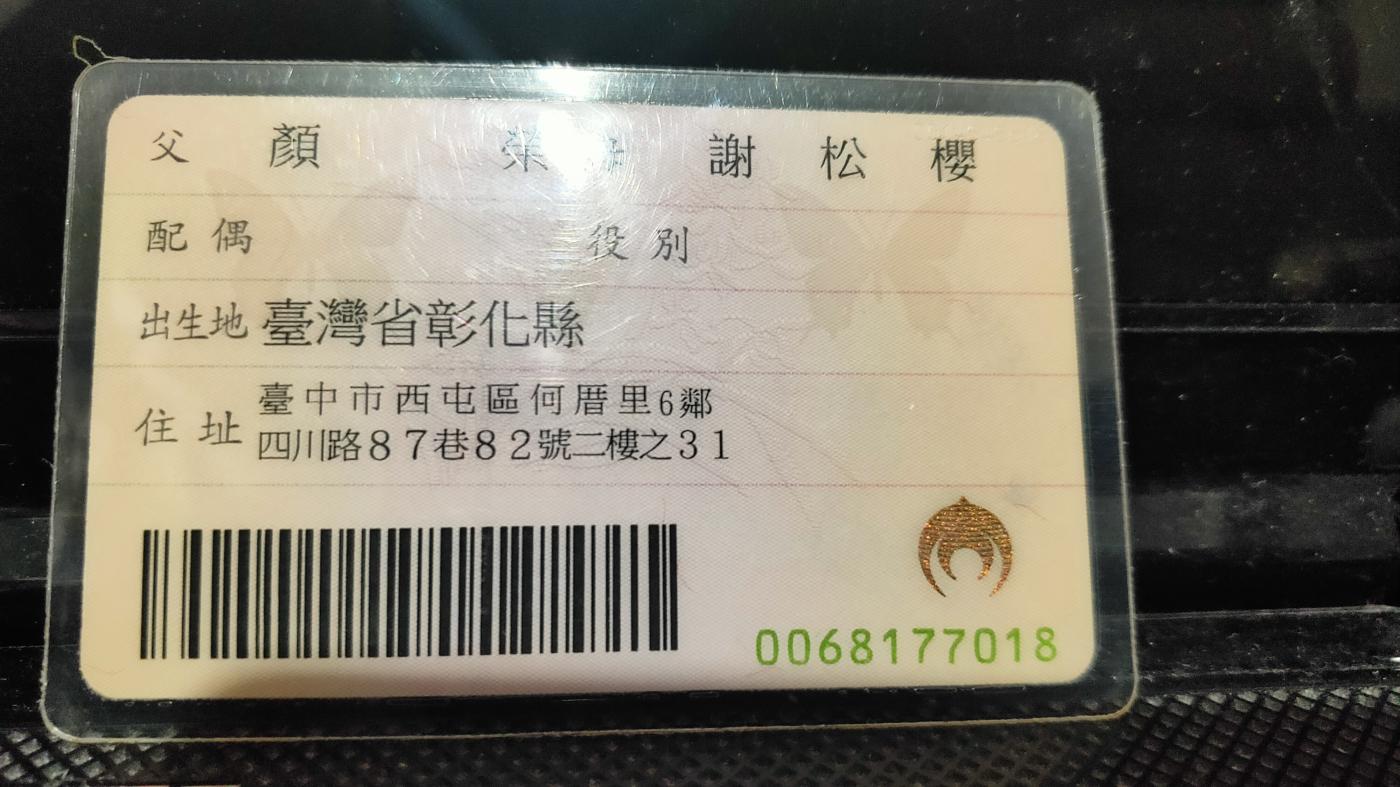 父 顏 榮 母 謝 松 櫻
配偶 役別
出生地 臺灣省彰化縣
住址 臺中市西屯區何厝里6鄰
四川路87巷82號二樓之31
0068177018